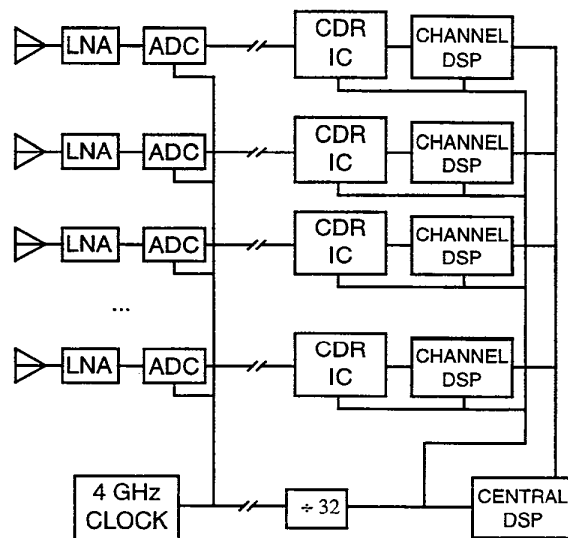 LNA
ADC
CDR
IC
CHANNEL
DSP
LNA
ADC
CDR
IC
CHANNEL
DSP
LNA
ADC
CDR
IC
CHANNEL
DSP
...
LNA
ADC
CDR
IC
CHANNEL
DSP
4 GHz
CLOCK
÷ 32
CENTRAL
DSP